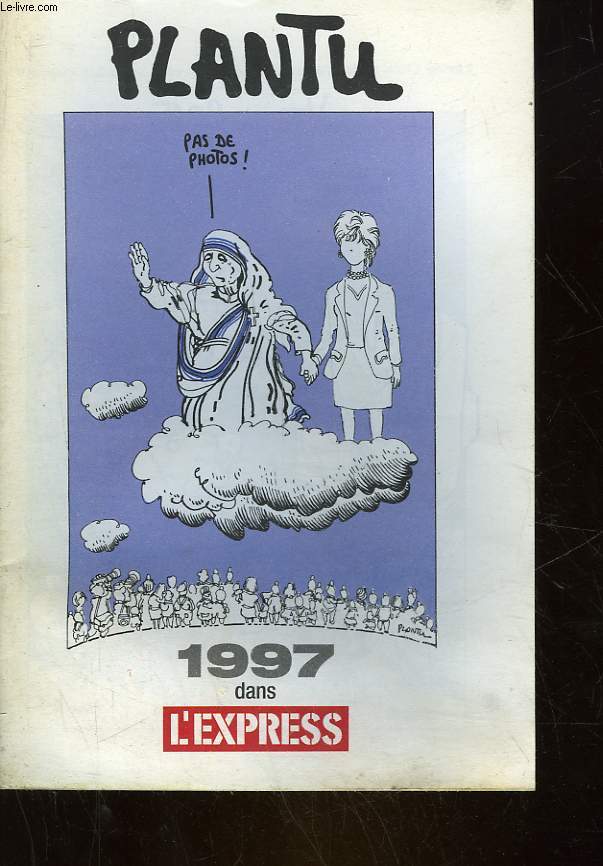 Le-livre.com
PLANTU
PAS DE
PHOTOS !
PLANTU
1997
dans
L'EXPRESS